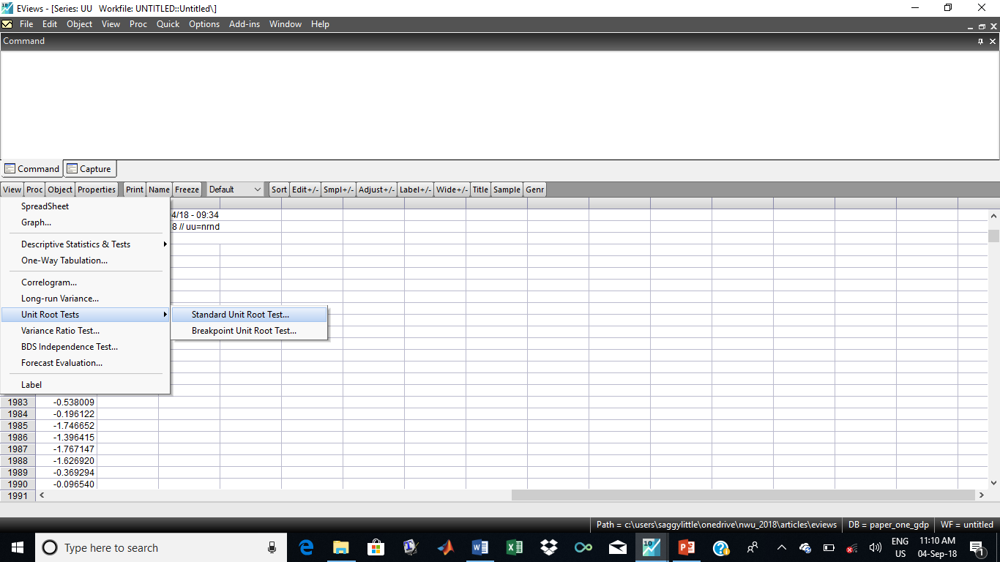 EViews - [Series: UU   Workfile: UNTITLED::Untitled\]
File Edit Object View Proc Quick Options Add-ins Window Help
Command
Command Capture
View Proc Object Properties Print Name Freeze Default Sort Edit+/- Smpl+/- Adjust+/- Label+/- Wide+/- Title Sample Genr
SpreadSheet
4/18 - 09:34
Graph...
8 // uu=nrnd
Descriptive Statistics & Tests
One-Way Tabulation...
Correlogram...
Long-run Variance...
Unit Root Tests
Standard Unit Root Test...
Variance Ratio Test...
Breakpoint Unit Root Test...
BDS Independence Test...
Forecast Evaluation...
Label
1983 -0.538009
1984 -0.196122
1985 -1.746652
1986 -1.396415
1987 -1.767147
1988 -1.626920
1989 -0.369294
1990 -0.096540
1991
Path = c:\users\saggylittle\onedrive\nwu_2018\articles\eviews DB = paper_one_gdp WF = untitled
Type here to search
10
ENG 11:10 AM
US 04-Sep-18
1